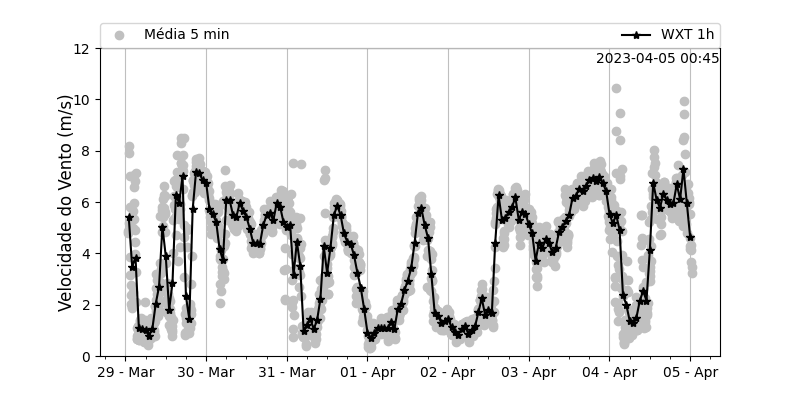 Média 5 min
WXT 1h
2023-04-05 00:45
Velocidade do Vento (m/s)
12
10
8
6
4
2
0
29 - Mar 30 - Mar 31 - Mar 01 - Apr 02 - Apr 03 - Apr 04 - Apr 05 - Apr